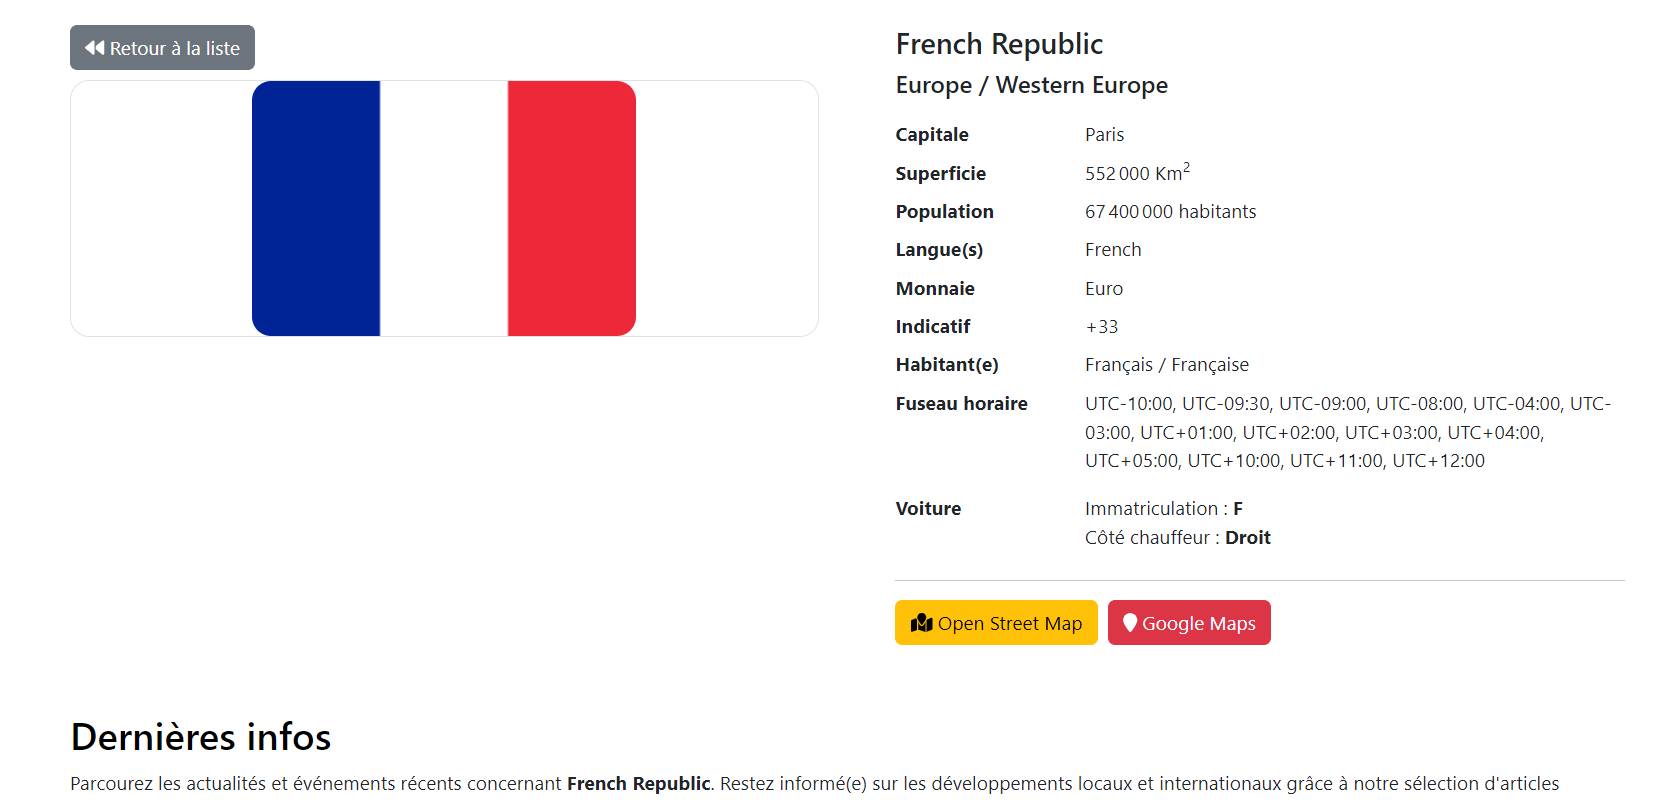 Retour à la liste
French Republic
Europe / Western Europe
Capitale Paris
Superficie 552 000 Km²
Population 67 400 000 habitants
Langue(s) French
Monnaie Euro
Indicatif +33
Habitant(e) Français / Française
Fuseau horaire UTC-10:00, UTC-09:30, UTC-09:00, UTC-08:00, UTC-04:00, UTC-
03:00, UTC+01:00, UTC+02:00, UTC+03:00, UTC+04:00,
UTC+05:00, UTC+10:00, UTC+11:00, UTC+12:00
Voiture Immatriculation : F
Côté chauffeur : Droit
Open Street Map Google Maps
Dernières infos
Parcourez les actualités et événements récents concernant French Republic. Restez informé(e) sur les développements locaux et internationaux grâce à notre sélection d'articles